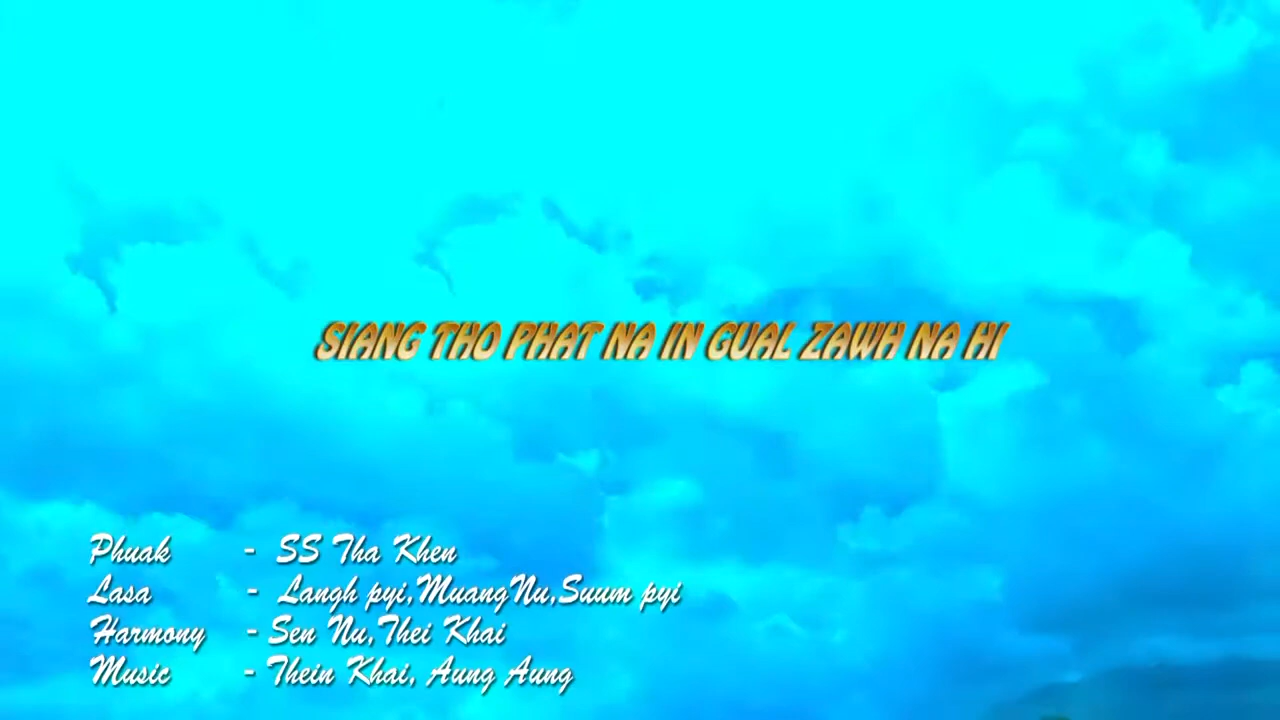 SIANG THO PHAT NA IN GUAL ZAWH NA HI
Phuak - SS Tha Khen
Lasa - Langh pyi,MuangNu,Suum pyi
Harmony - Sen Nu,Thei Khai
Music - Thein Khai, Aung Aung